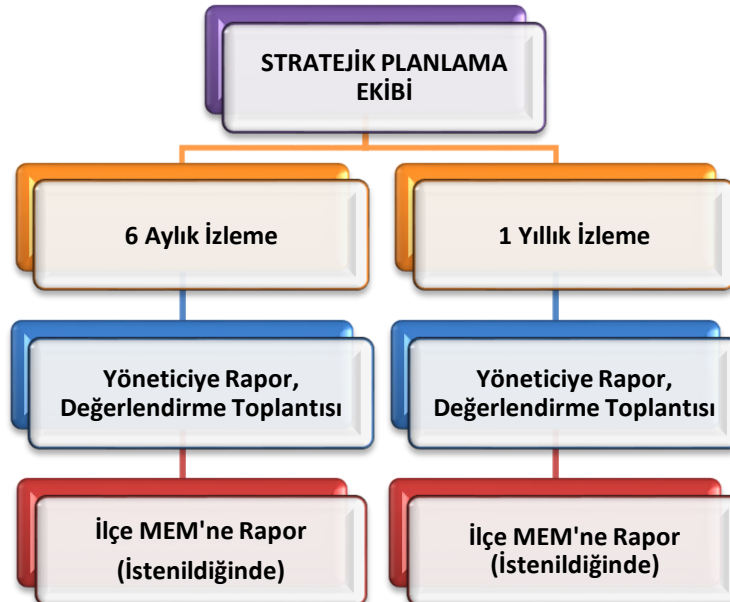 STRATEJİK PLANLAMA
EKİBİ
6 Aylık İzleme
1 Yıllık İzleme
Yöneticiye Rapor,
Değerlendirme Toplantısı
Yöneticiye Rapor,
Değerlendirme Toplantısı
İlçe MEM'ne Rapor
(İstenildiğinde)
İlçe MEM'ne Rapor
(İstenildiğinde)